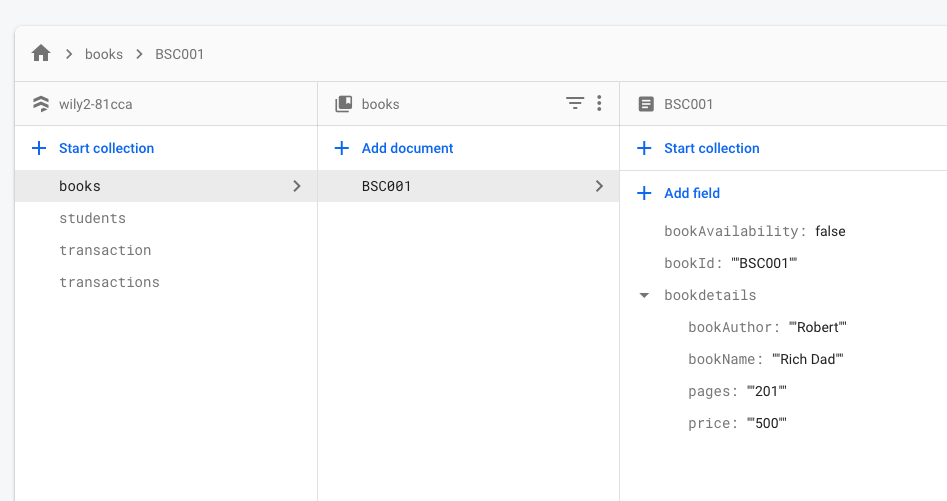 books BSC001
wily2-81cca
Start collection
books
students
transaction
transactions
books
Add document
BSC001
BSC001
Start collection
Add field
bookAvailability: false
bookId: ""BSC001""
bookdetails
bookAuthor: ""Robert""
bookName: ""Rich Dad""
pages: ""201""
price: ""500""